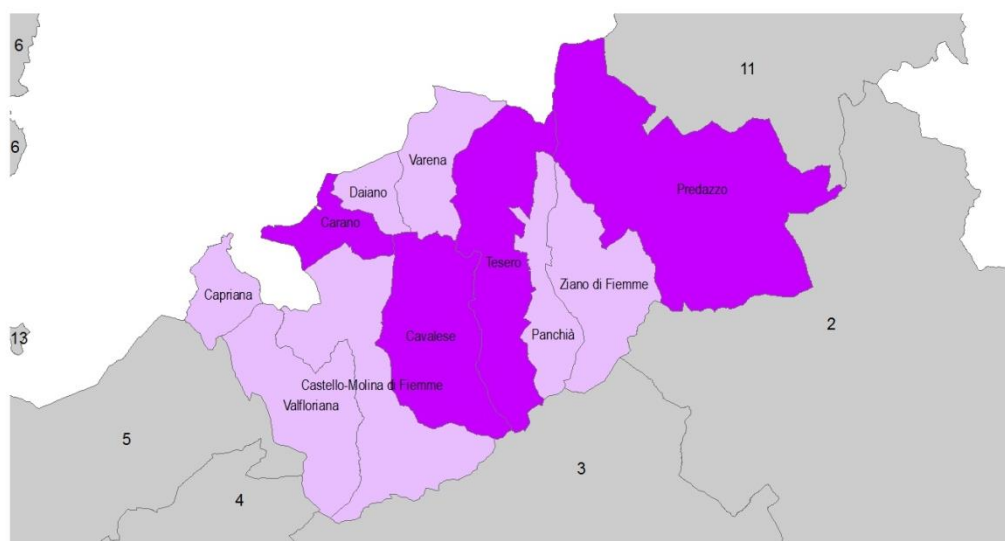 6
11
6
Varena
Daiano
Predazzo
Carano
Tesero
Capriana
Ziano di Fiemme
2
13
Cavalese
Panchià
Castello-Molina di Fiemme
Valfloriana
5
3
4